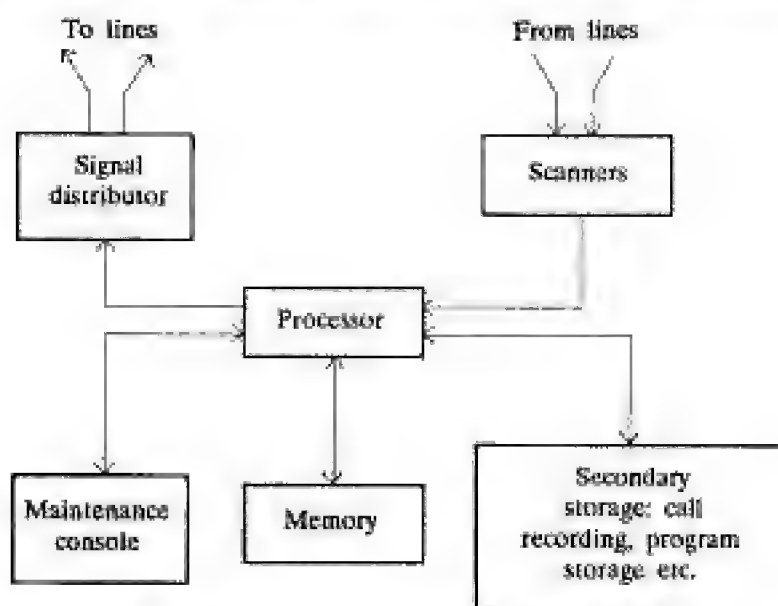 To lines
From lines
Signal
distributor
Scanners
Processor
Maintenance
console
Memory
Secondary
storage: call
recording, program
storage etc.